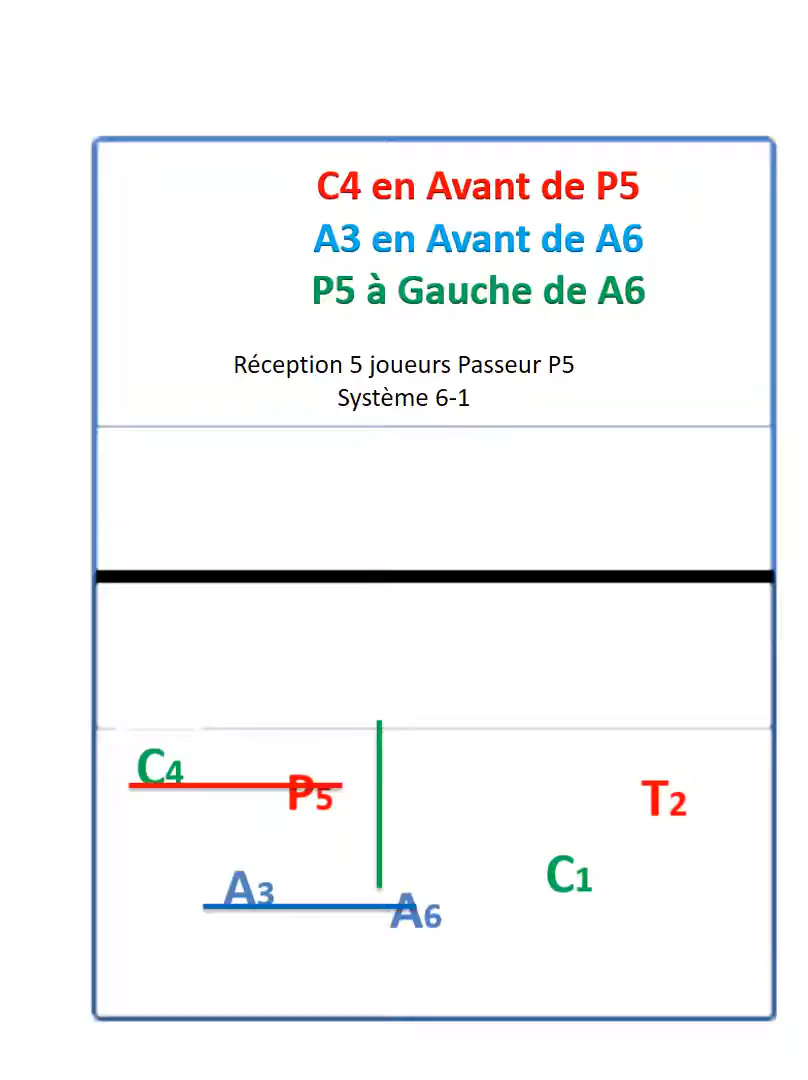 C4 en Avant de P5
A3 en Avant de A6
P5 à Gauche de A6
Réception 5 joueurs Passeur P5
Système 6-1
C4
P5
T2
A3
C1
A6